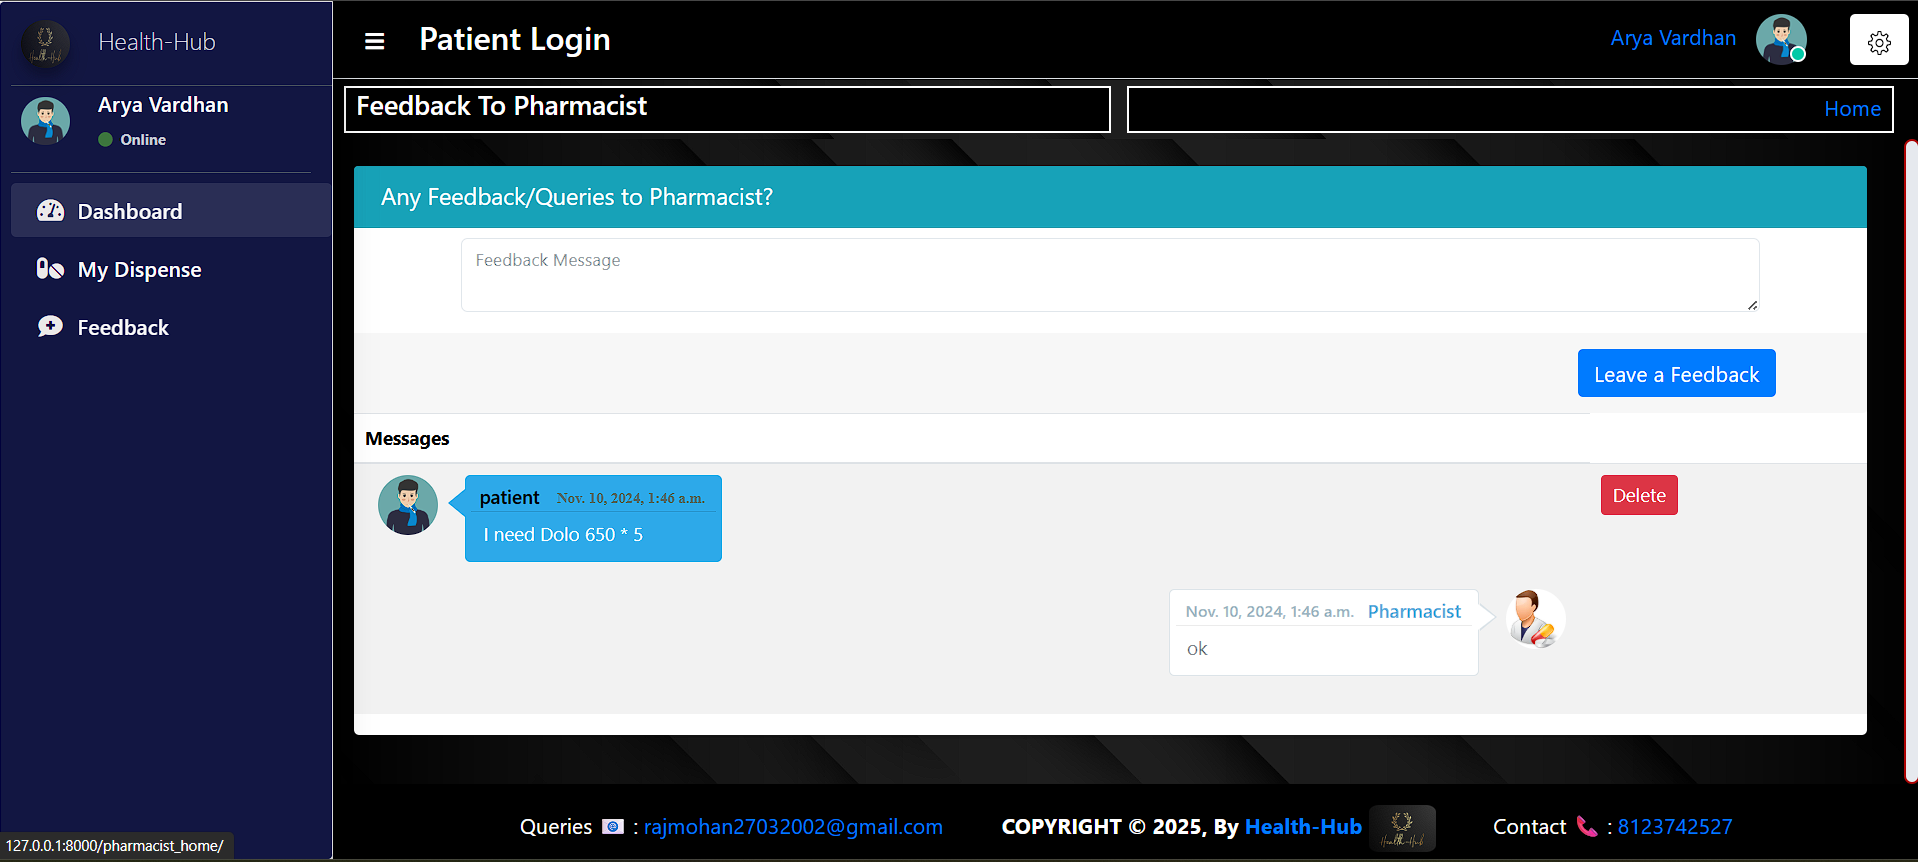 Health-Hub
Patient Login
Arya Vardhan
Arya Vardhan
Online
Feedback To Pharmacist
Home
Dashboard
My Dispense
Feedback
Any Feedback/Queries to Pharmacist?
Feedback Message
Leave a Feedback
Messages
patient Nov. 10, 2024, 1:46 a.m.
I need Dolo 650 * 5
Delete
Nov. 10, 2024, 1:46 a.m. Pharmacist
ok
Queries 📧 : rajmohan27032002@gmail.com
COPYRIGHT © 2025, By Health-Hub
Health-Hub
Contact 📞 : 8123742527
127.0.0.1:8000/pharmacist_home/